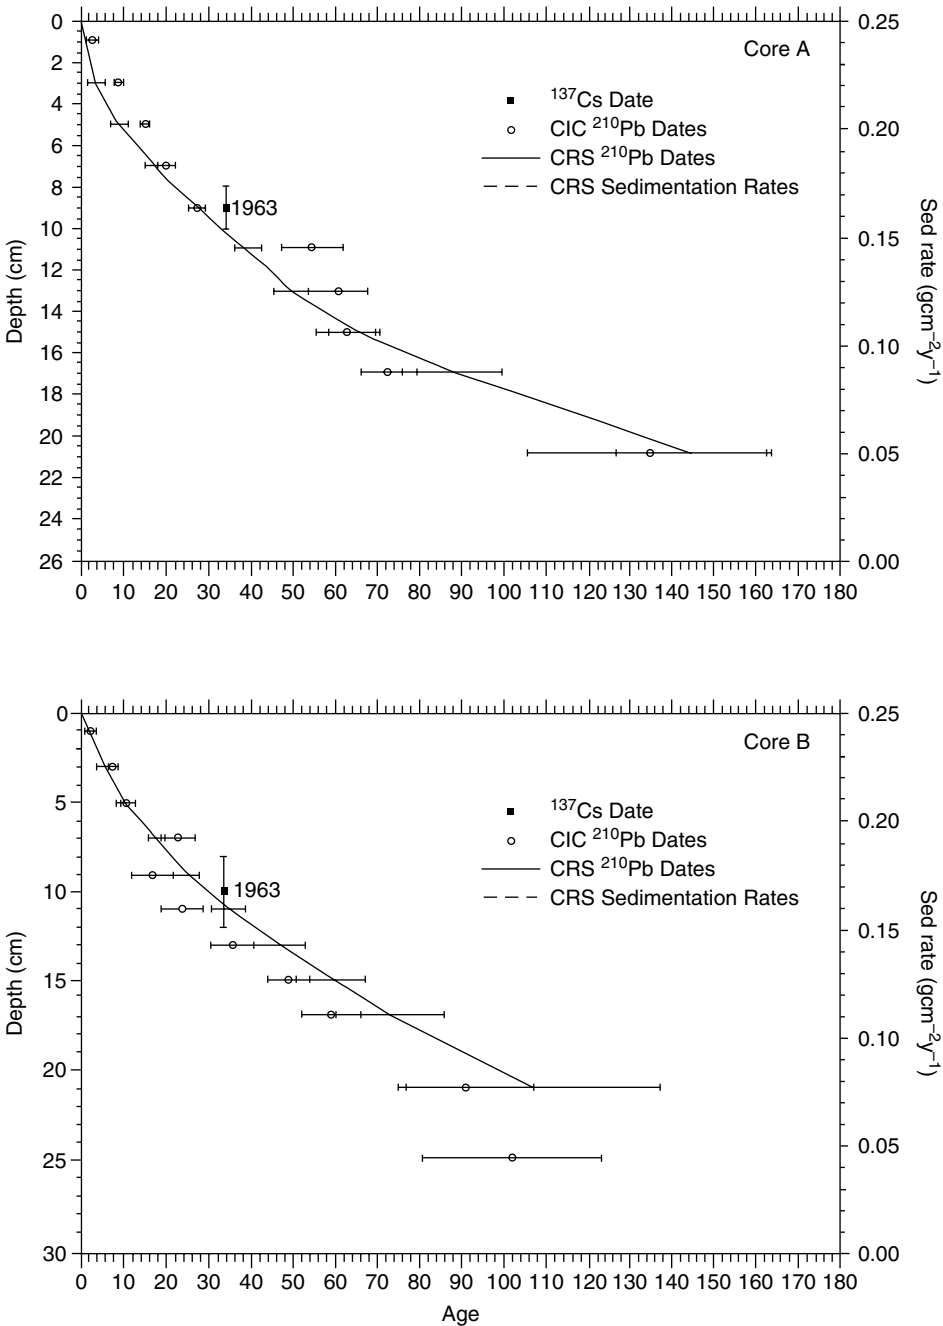 Core A
¹³⁷Cs Date
CIC ²¹⁰Pb Dates
CRS ²¹⁰Pb Dates
CRS Sedimentation Rates
1963
Depth (cm)
0
2
4
6
8
10
12
14
16
18
20
22
24
26
0.25
0.20
0.15
0.10
0.05
0.00
Sed rate (gcm⁻²y⁻¹)
0 10 20 30 40 50 60 70 80 90 100 110 120 130 140 150 160 170 180
Core B
¹³⁷Cs Date
CIC ²¹⁰Pb Dates
CRS ²¹⁰Pb Dates
CRS Sedimentation Rates
1963
Depth (cm)
0
5
10
15
20
25
30
0.25
0.20
0.15
0.10
0.05
0.00
Sed rate (gcm⁻²y⁻¹)
0 10 20 30 40 50 60 70 80 90 100 110 120 130 140 150 160 170 180
Age